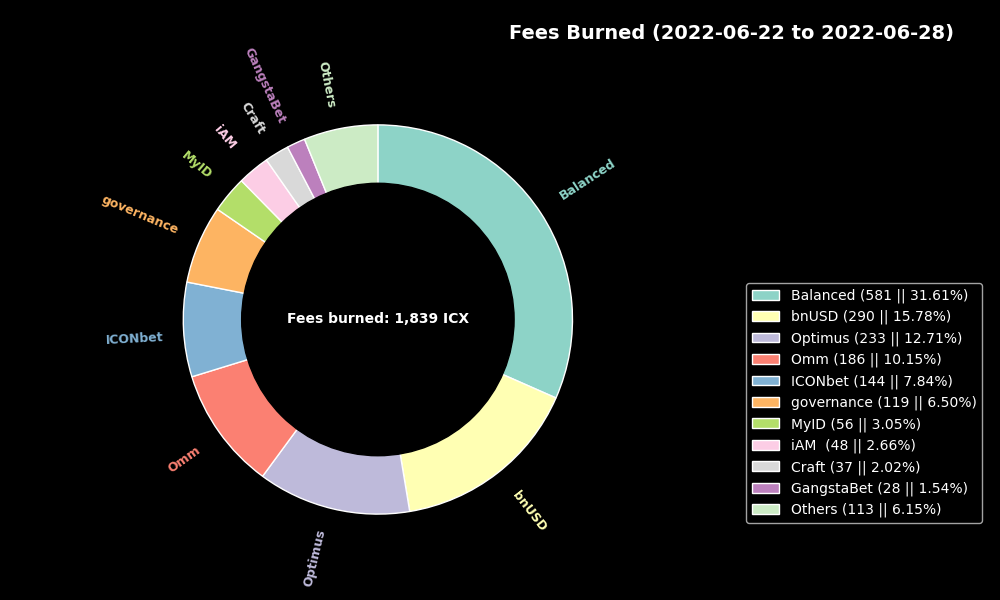 Fees Burned (2022-06-22 to 2022-06-28)
Others
GangstaBet
Craft
iAM
MyID
governance
ICONbet
Omm
Optimus
bnUSD
Balanced
Fees burned: 1,839 ICX
Balanced (581 || 31.61%)
bnUSD (290 || 15.78%)
Optimus (233 || 12.71%)
Omm (186 || 10.15%)
ICONbet (144 || 7.84%)
governance (119 || 6.50%)
MyID (56 || 3.05%)
iAM  (48 || 2.66%)
Craft (37 || 2.02%)
GangstaBet (28 || 1.54%)
Others (113 || 6.15%)